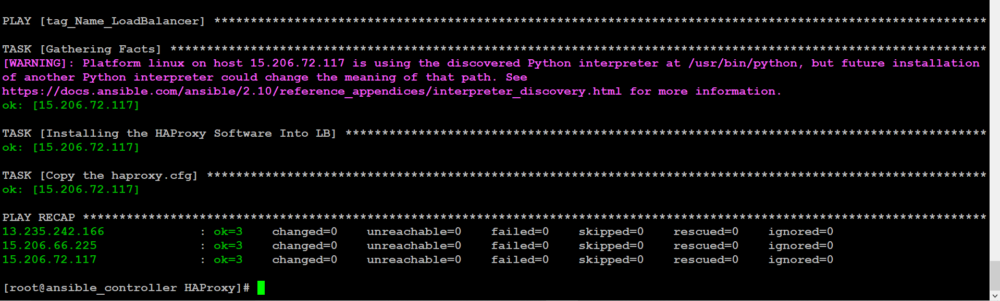 PLAY [tag_Name_LoadBalancer] **********************************************************************************************************
TASK [Gathering Facts] ****************************************************************************************************************
[WARNING]: Platform linux on host 15.206.72.117 is using the discovered Python interpreter at /usr/bin/python, but future installation
of another Python interpreter could change the meaning of that path. See
https://docs.ansible.com/ansible/2.10/reference_appendices/interpreter_discovery.html for more information.
ok: [15.206.72.117]
TASK [Installing the HAProxy Software Into LB] ****************************************************************************************
ok: [15.206.72.117]
TASK [Copy the haproxy.cfg] ***********************************************************************************************************
ok: [15.206.72.117]
PLAY RECAP ****************************************************************************************************************************
13.235.242.166             : ok=3    changed=0    unreachable=0    failed=0    skipped=0    rescued=0    ignored=0
15.206.66.225              : ok=3    changed=0    unreachable=0    failed=0    skipped=0    rescued=0    ignored=0
15.206.72.117              : ok=3    changed=0    unreachable=0    failed=0    skipped=0    rescued=0    ignored=0
[root@ansible_controller HAProxy]#